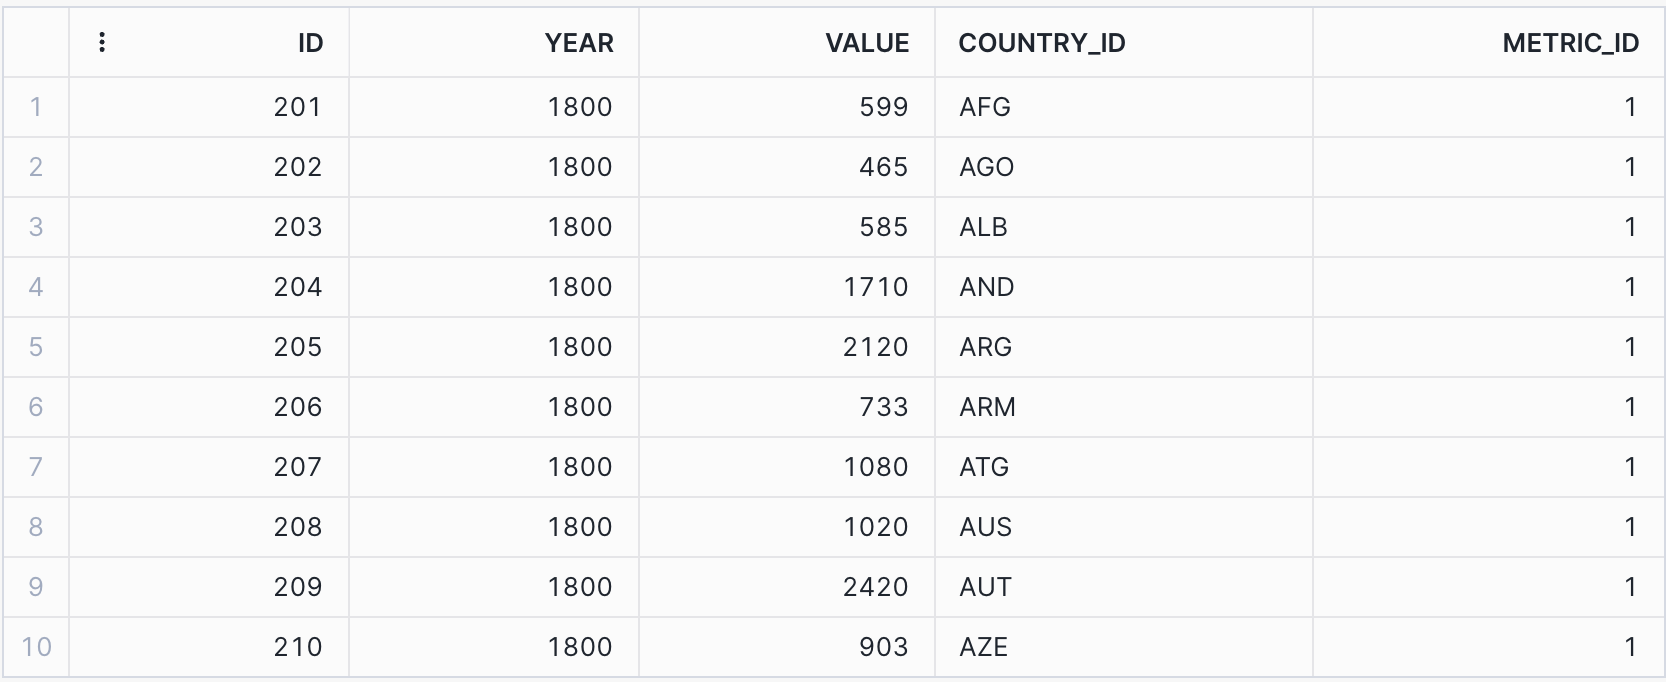 ID YEAR VALUE COUNTRY_ID METRIC_ID
1 201 1800 599 AFG 1
2 202 1800 465 AGO 1
3 203 1800 585 ALB 1
4 204 1800 1710 AND 1
5 205 1800 2120 ARG 1
6 206 1800 733 ARM 1
7 207 1800 1080 ATG 1
8 208 1800 1020 AUS 1
9 209 1800 2420 AUT 1
10 210 1800 903 AZE 1